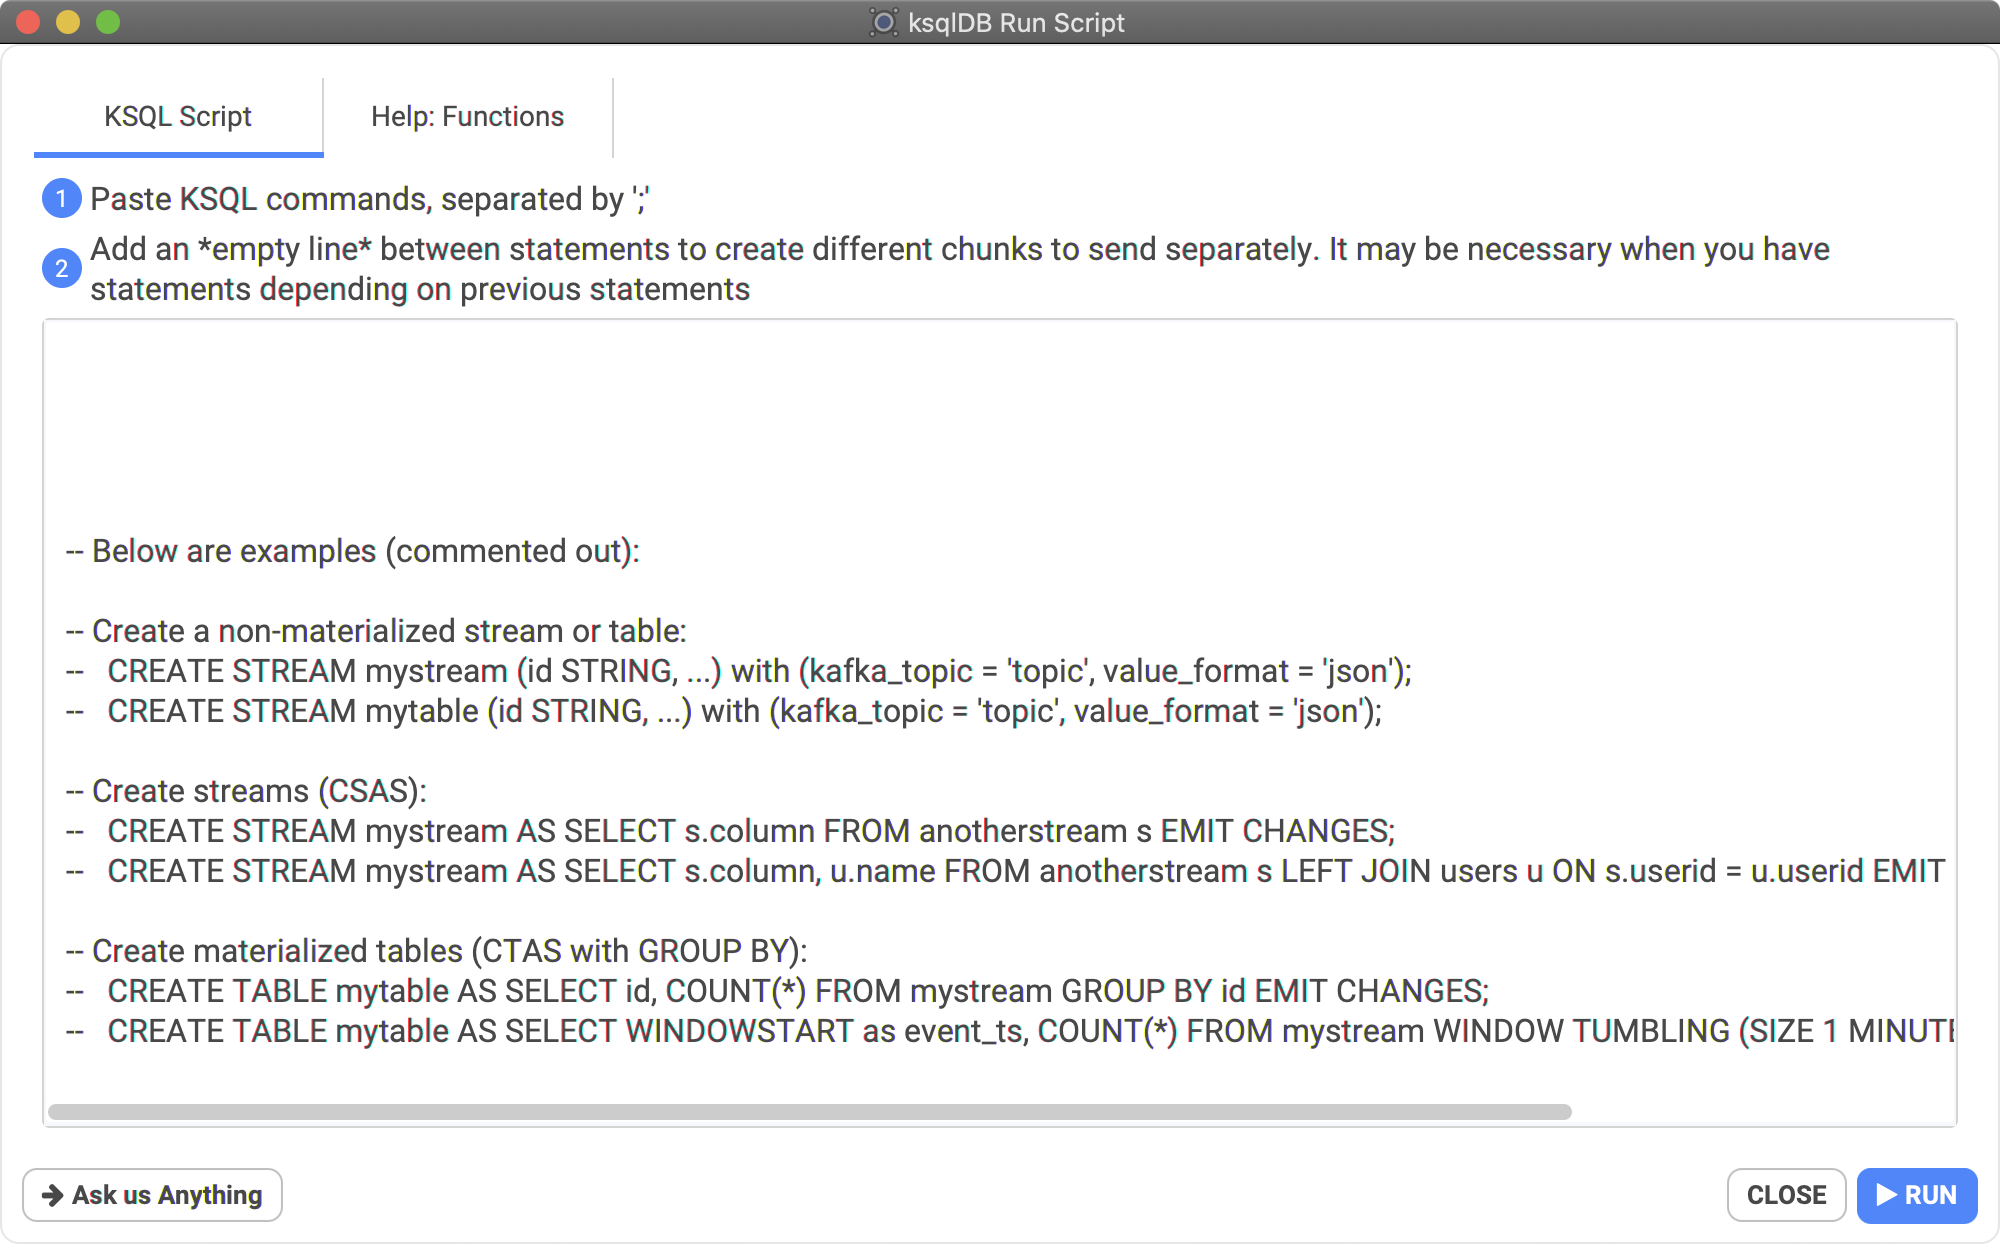 ksqlDB Run Script
KSQL Script
Help: Functions
1 Paste KSQL commands, separated by ';'
2 Add an *empty line* between statements to create different chunks to send separately. It may be necessary when you have
statements depending on previous statements
-- Below are examples (commented out):
-- Create a non-materialized stream or table:
--   CREATE STREAM mystream (id STRING, ...) with (kafka_topic = 'topic', value_format = 'json');
--   CREATE STREAM mytable (id STRING, ...) with (kafka_topic = 'topic', value_format = 'json');
-- Create streams (CSAS):
--   CREATE STREAM mystream AS SELECT s.column FROM anotherstream s EMIT CHANGES;
--   CREATE STREAM mystream AS SELECT s.column, u.name FROM anotherstream s LEFT JOIN users u ON s.userid = u.userid EMIT
-- Create materialized tables (CTAS with GROUP BY):
--   CREATE TABLE mytable AS SELECT id, COUNT(*) FROM mystream GROUP BY id EMIT CHANGES;
--   CREATE TABLE mytable AS SELECT WINDOWSTART as event_ts, COUNT(*) FROM mystream WINDOW TUMBLING (SIZE 1 MINUTE
Ask us Anything
CLOSE
RUN